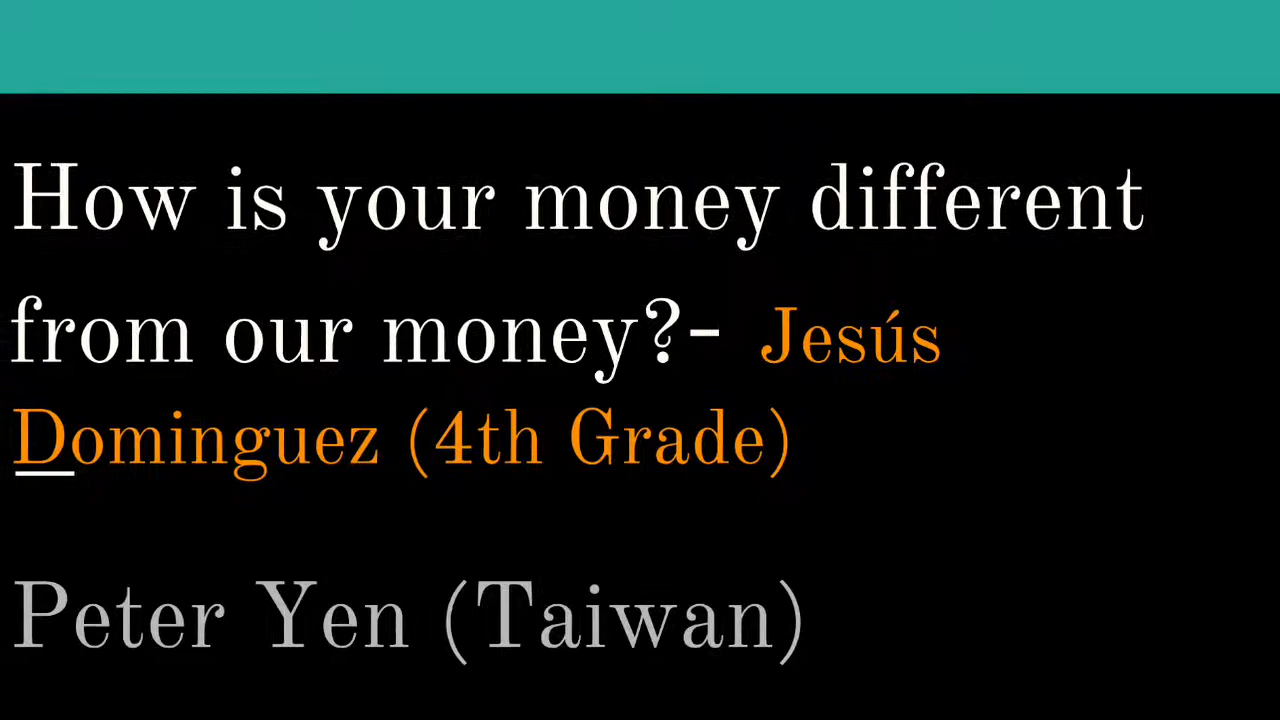 How is your money different
from our money?- Jesús
Dominguez (4th Grade)
Peter Yen (Taiwan)